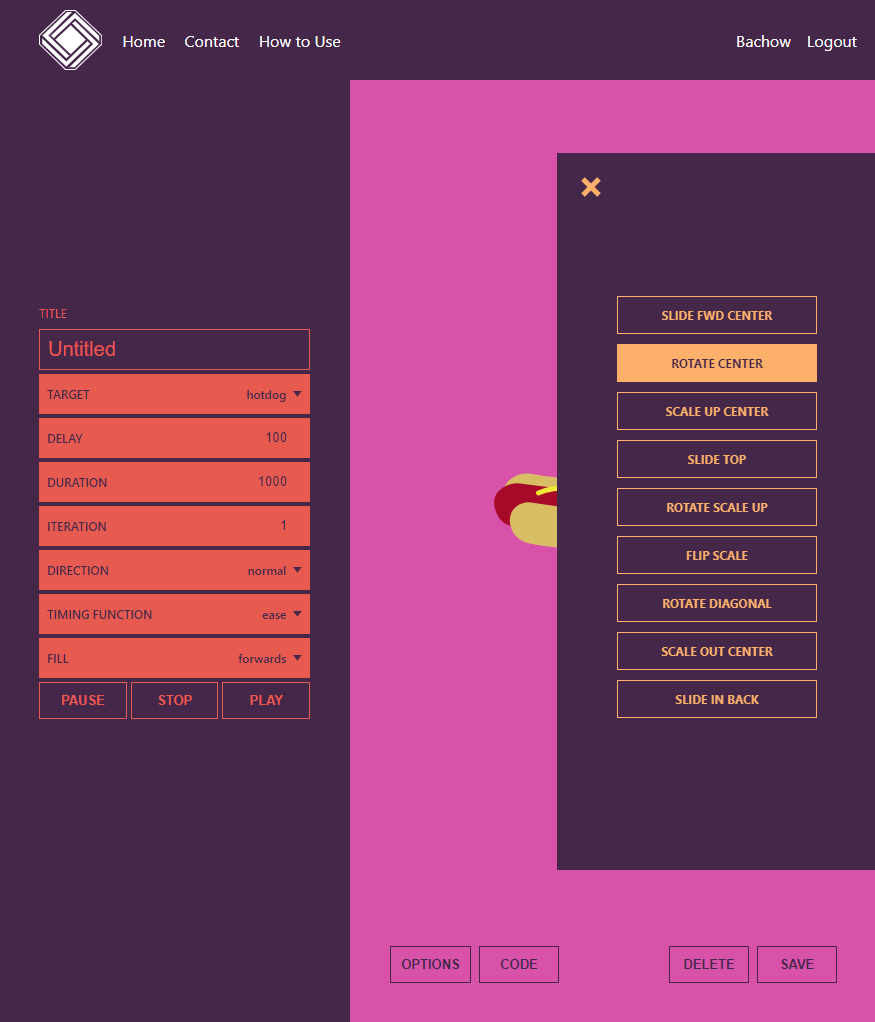 Home Contact How to Use Bachow Logout
TITLE
Untitled
TARGET hotdog
DELAY 100
DURATION 1000
ITERATION 1
DIRECTION normal
TIMING FUNCTION ease
FILL forwards
PAUSE STOP PLAY
SLIDE FWD CENTER
ROTATE CENTER
SCALE UP CENTER
SLIDE TOP
ROTATE SCALE UP
FLIP SCALE
ROTATE DIAGONAL
SCALE OUT CENTER
SLIDE IN BACK
OPTIONS CODE DELETE SAVE